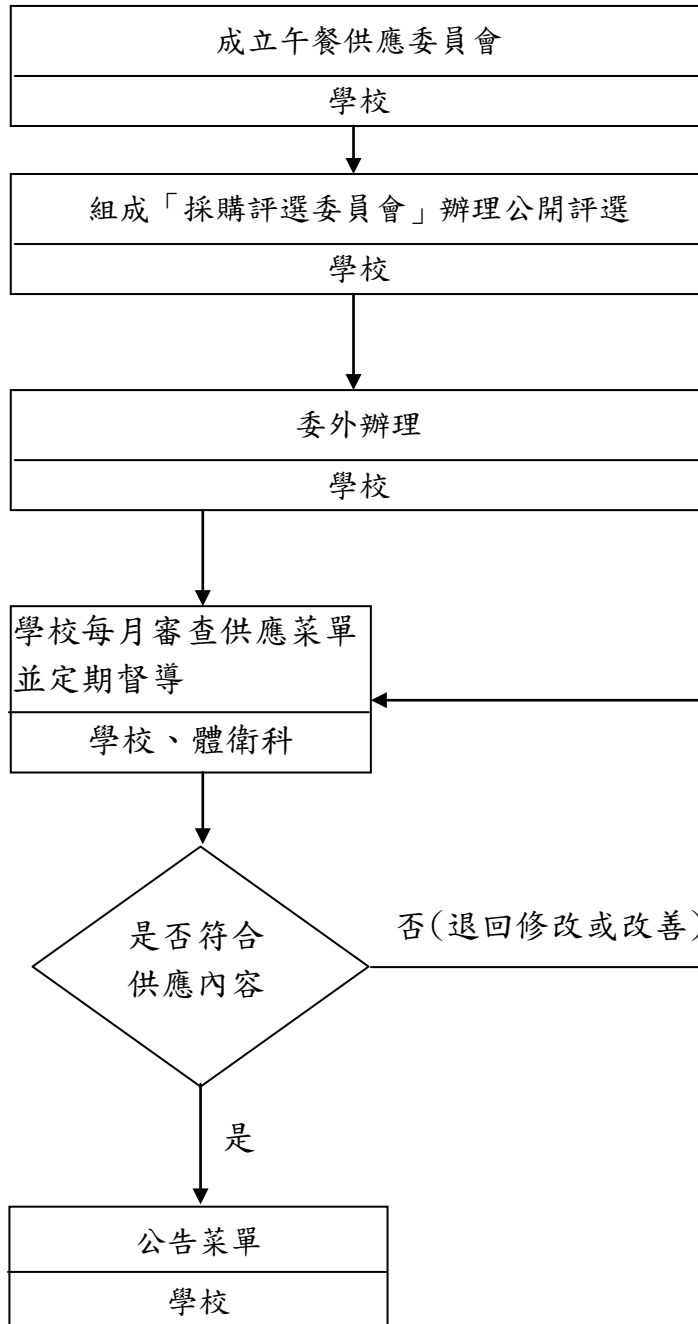 成立午餐供應委員會
學校
組成「採購評選委員會」辦理公開評選
學校
委外辦理
學校
學校每月審查供應菜單
並定期督導
學校、體衛科
是否符合
供應內容
否(退回修改或改善)
是
公告菜單
學校